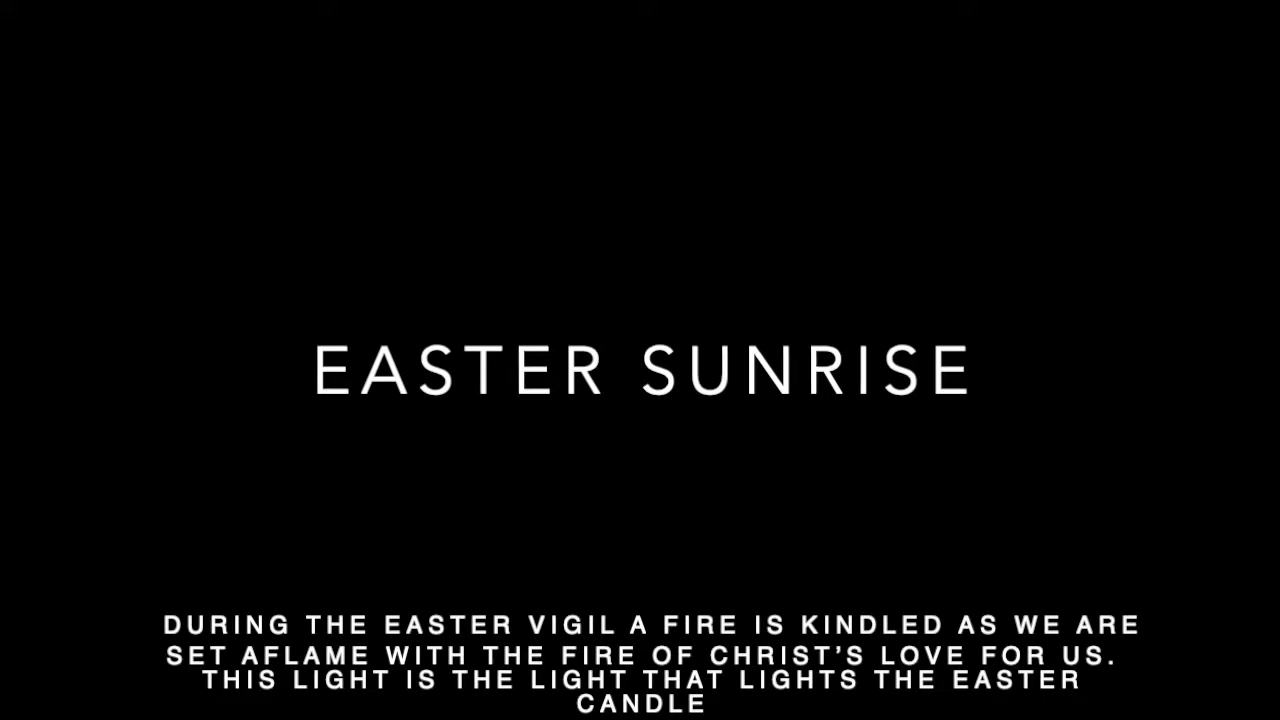 EASTER SUNRISE
DURING THE EASTER VIGIL A FIRE IS KINDLED AS WE ARE
SET AFLAME WITH THE FIRE OF CHRIST’S LOVE FOR US.
THIS LIGHT IS THE LIGHT THAT LIGHTS THE EASTER
CANDLE